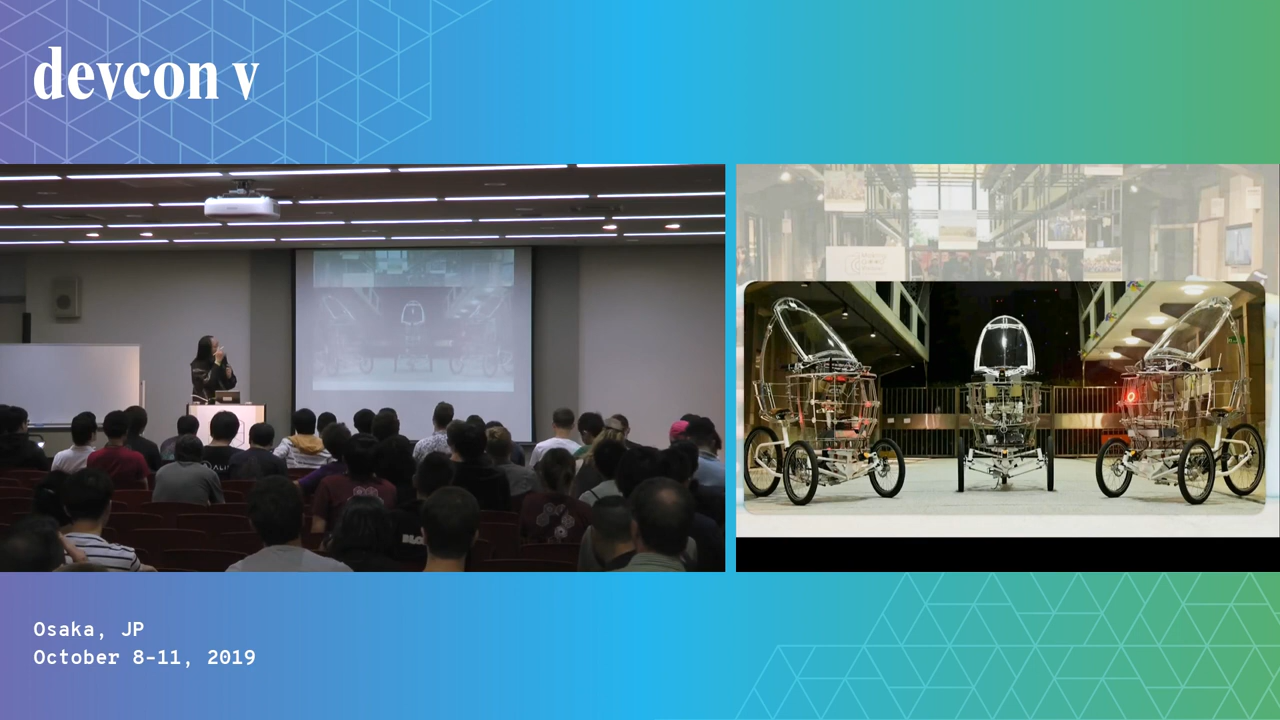 devcon v
Osaka, JP
October 8-11, 2019